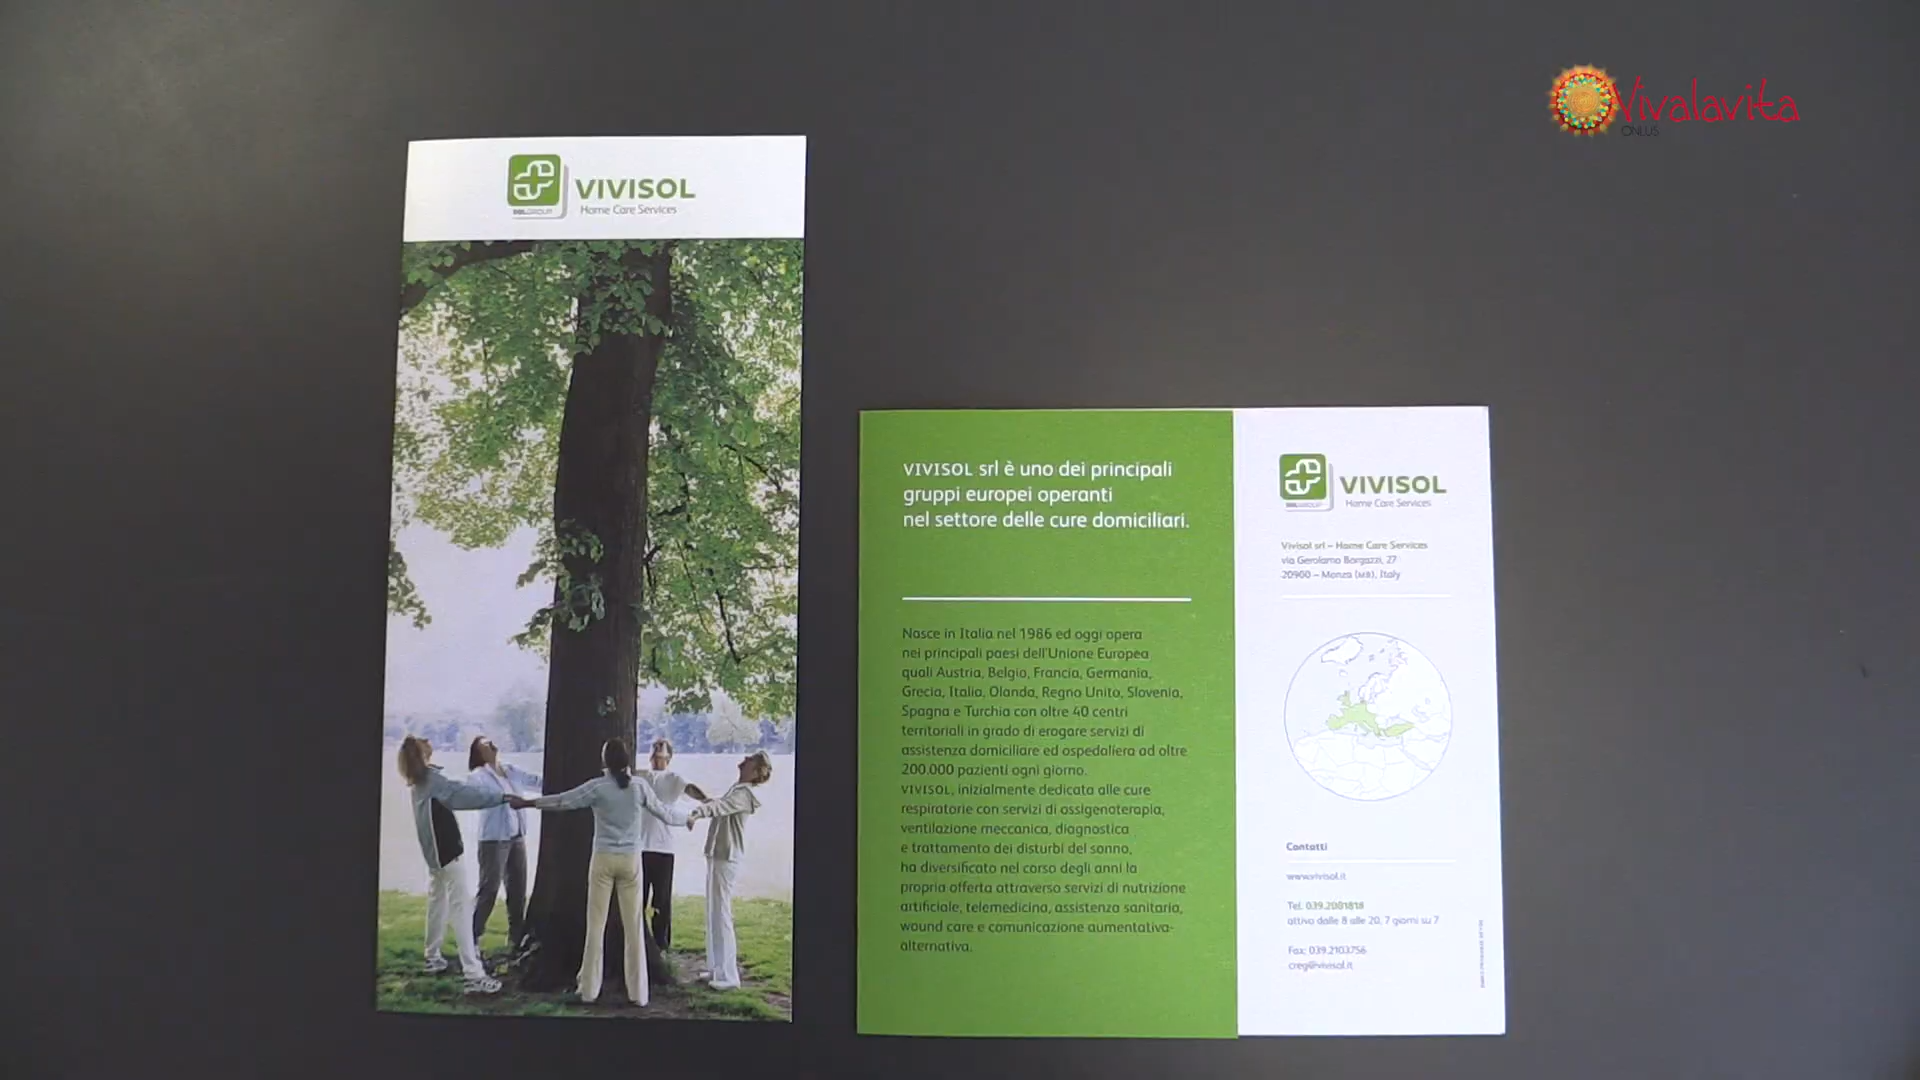 Vivalavita
ONLUS
VIVISOL
Home Care Services
SOLGROUP
VIVISOL srl è uno dei principali
gruppi europei operanti
nel settore delle cure domiciliari.
Nasce in Italia nel 1986 ed oggi opera
nei principali paesi dell'Unione Europea
quali Austria, Belgio, Francia, Germania,
Grecia, Italia, Olanda, Regno Unito, Slovenia,
Spagna e Turchia con oltre 40 centri
territoriali in grado di erogare servizi di
assistenza domiciliare ed ospedaliera ad oltre
200.000 pazienti ogni giorno.
VIVISOL, inizialmente dedicata alle cure
respiratorie con servizi di ossigenoterapia,
ventilazione meccanica, diagnostica
e trattamento dei disturbi del sonno,
ha diversificato nel corso degli anni la
propria offerta attraverso servizi di nutrizione
artificiale, telemedicina, assistenza sanitaria,
wound care e comunicazione aumentativa-
alternativa.
VIVISOL
Home Care Services
SOLGROUP
Vivisol srl – Home Care Services
via Gerolamo Borgazzi, 27
20900 – Monza (MB), Italy
Contatti
www.vivisol.it
Tel. 039.2081818
attivo dalle 8 alle 20, 7 giorni su 7
Fax: 039.2103756
creg@vivisol.it